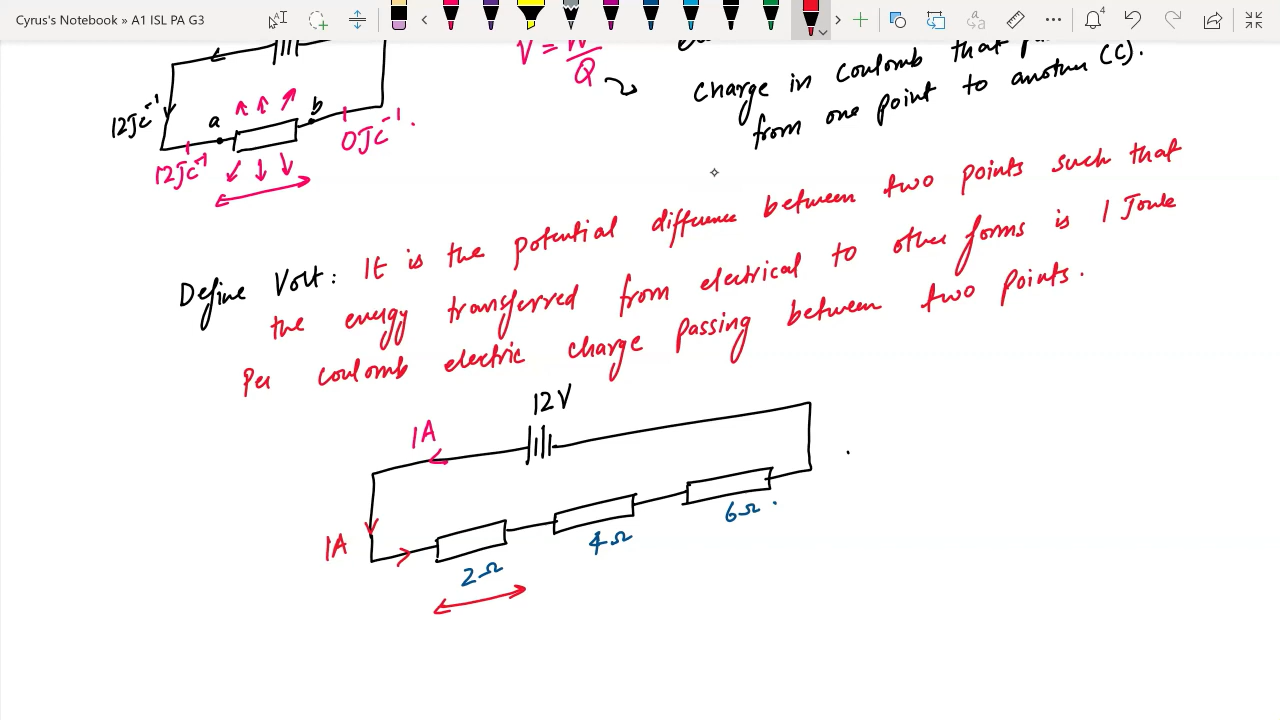 Cyrus's Notebook » A1 ISL PA G3
4
V = W/Q
charge in Coulomb that
from one point to another (C).
12Jc⁻¹
a
b
12Jc⁻¹
0Jc⁻¹.
Define Volt: It is the potential difference between two points such that
the energy transferred from electrical to other forms is 1 Joule
Per coulomb electric charge passing between two points.
12V
1A
1A
2Ω
4Ω
6Ω.